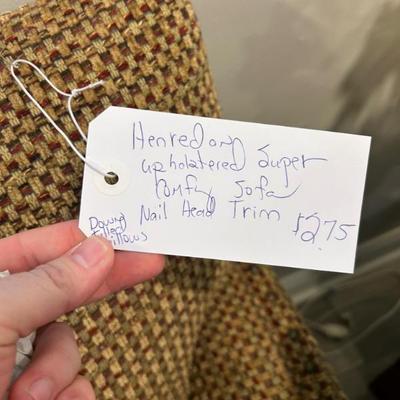 Henredon
upholstered Super
Comfy Sofa
Nail Head Trim $275
Down
Filled
Pillows